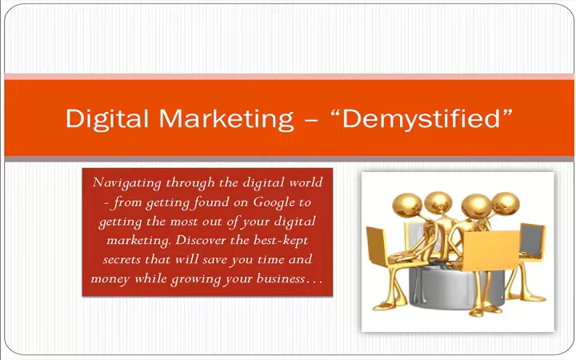 Digital Marketing – “Demystified”
Navigating through the digital world
- from getting found on Google to
getting the most out of your digital
marketing. Discover the best-kept
secrets that will save you time and
money while growing your business…